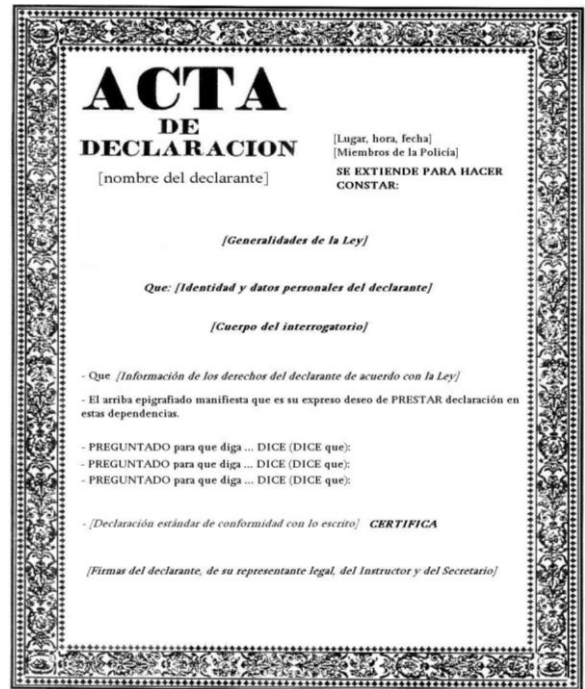 ACTA
DE
DECLARACION
[nombre del declarante]
[Lugar, hora, fecha]
[Miembros de la Policía]
SE EXTIENDE PARA HACER
CONSTAR:
[Generalidades de la Ley]
Que: [Identidad y datos personales del declarante]
[Cuerpo del interrogatorio]
- Que [Información de los derechos del declarante de acuerdo con la Ley]
- El arriba epigrafiado manifiesta que es su expreso deseo de PRESTAR declaración en
estas dependencias.
- PREGUNTADO para que diga ... DICE (DICE que):
- PREGUNTADO para que diga ... DICE (DICE que):
- PREGUNTADO para que diga ... DICE (DICE que):
- [Declaración estándar de conformidad con lo escrito] CERTIFICA
[Firmas del declarante, de su representante legal, del Instructor y del Secretario]